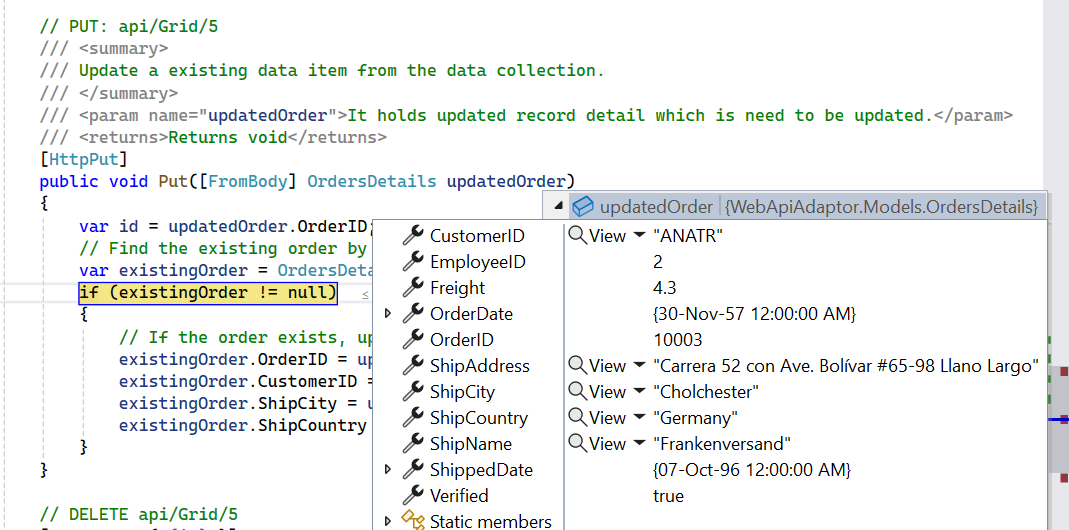 // PUT: api/Grid/5
/// <summary>
/// Update a existing data item from the data collection.
/// </summary>
/// <param name="updatedOrder">It holds updated record detail which is need to be updated.</param>
/// <returns>Returns void</returns>
[HttpPut]
public void Put([FromBody] OrdersDetails updatedOrder)
{
updatedOrder {WebApiAdaptor.Models.OrdersDetails}
var id = updatedOrder.OrderID;
// Find the existing order by
var existingOrder = OrdersDeta
if (existingOrder != null) ≤
{
// If the order exists, up
existingOrder.OrderID = up
existingOrder.CustomerID =
existingOrder.ShipCity = u
existingOrder.ShipCountry
}
}
CustomerID View "ANATR"
EmployeeID 2
Freight 4.3
OrderDate {30-Nov-57 12:00:00 AM}
OrderID 10003
ShipAddress View "Carrera 52 con Ave. Bolívar #65-98 Llano Largo"
ShipCity View "Cholchester"
ShipCountry View "Germany"
ShipName View "Frankenversand"
ShippedDate {07-Oct-96 12:00:00 AM}
Verified true
Static members
// DELETE api/Grid/5